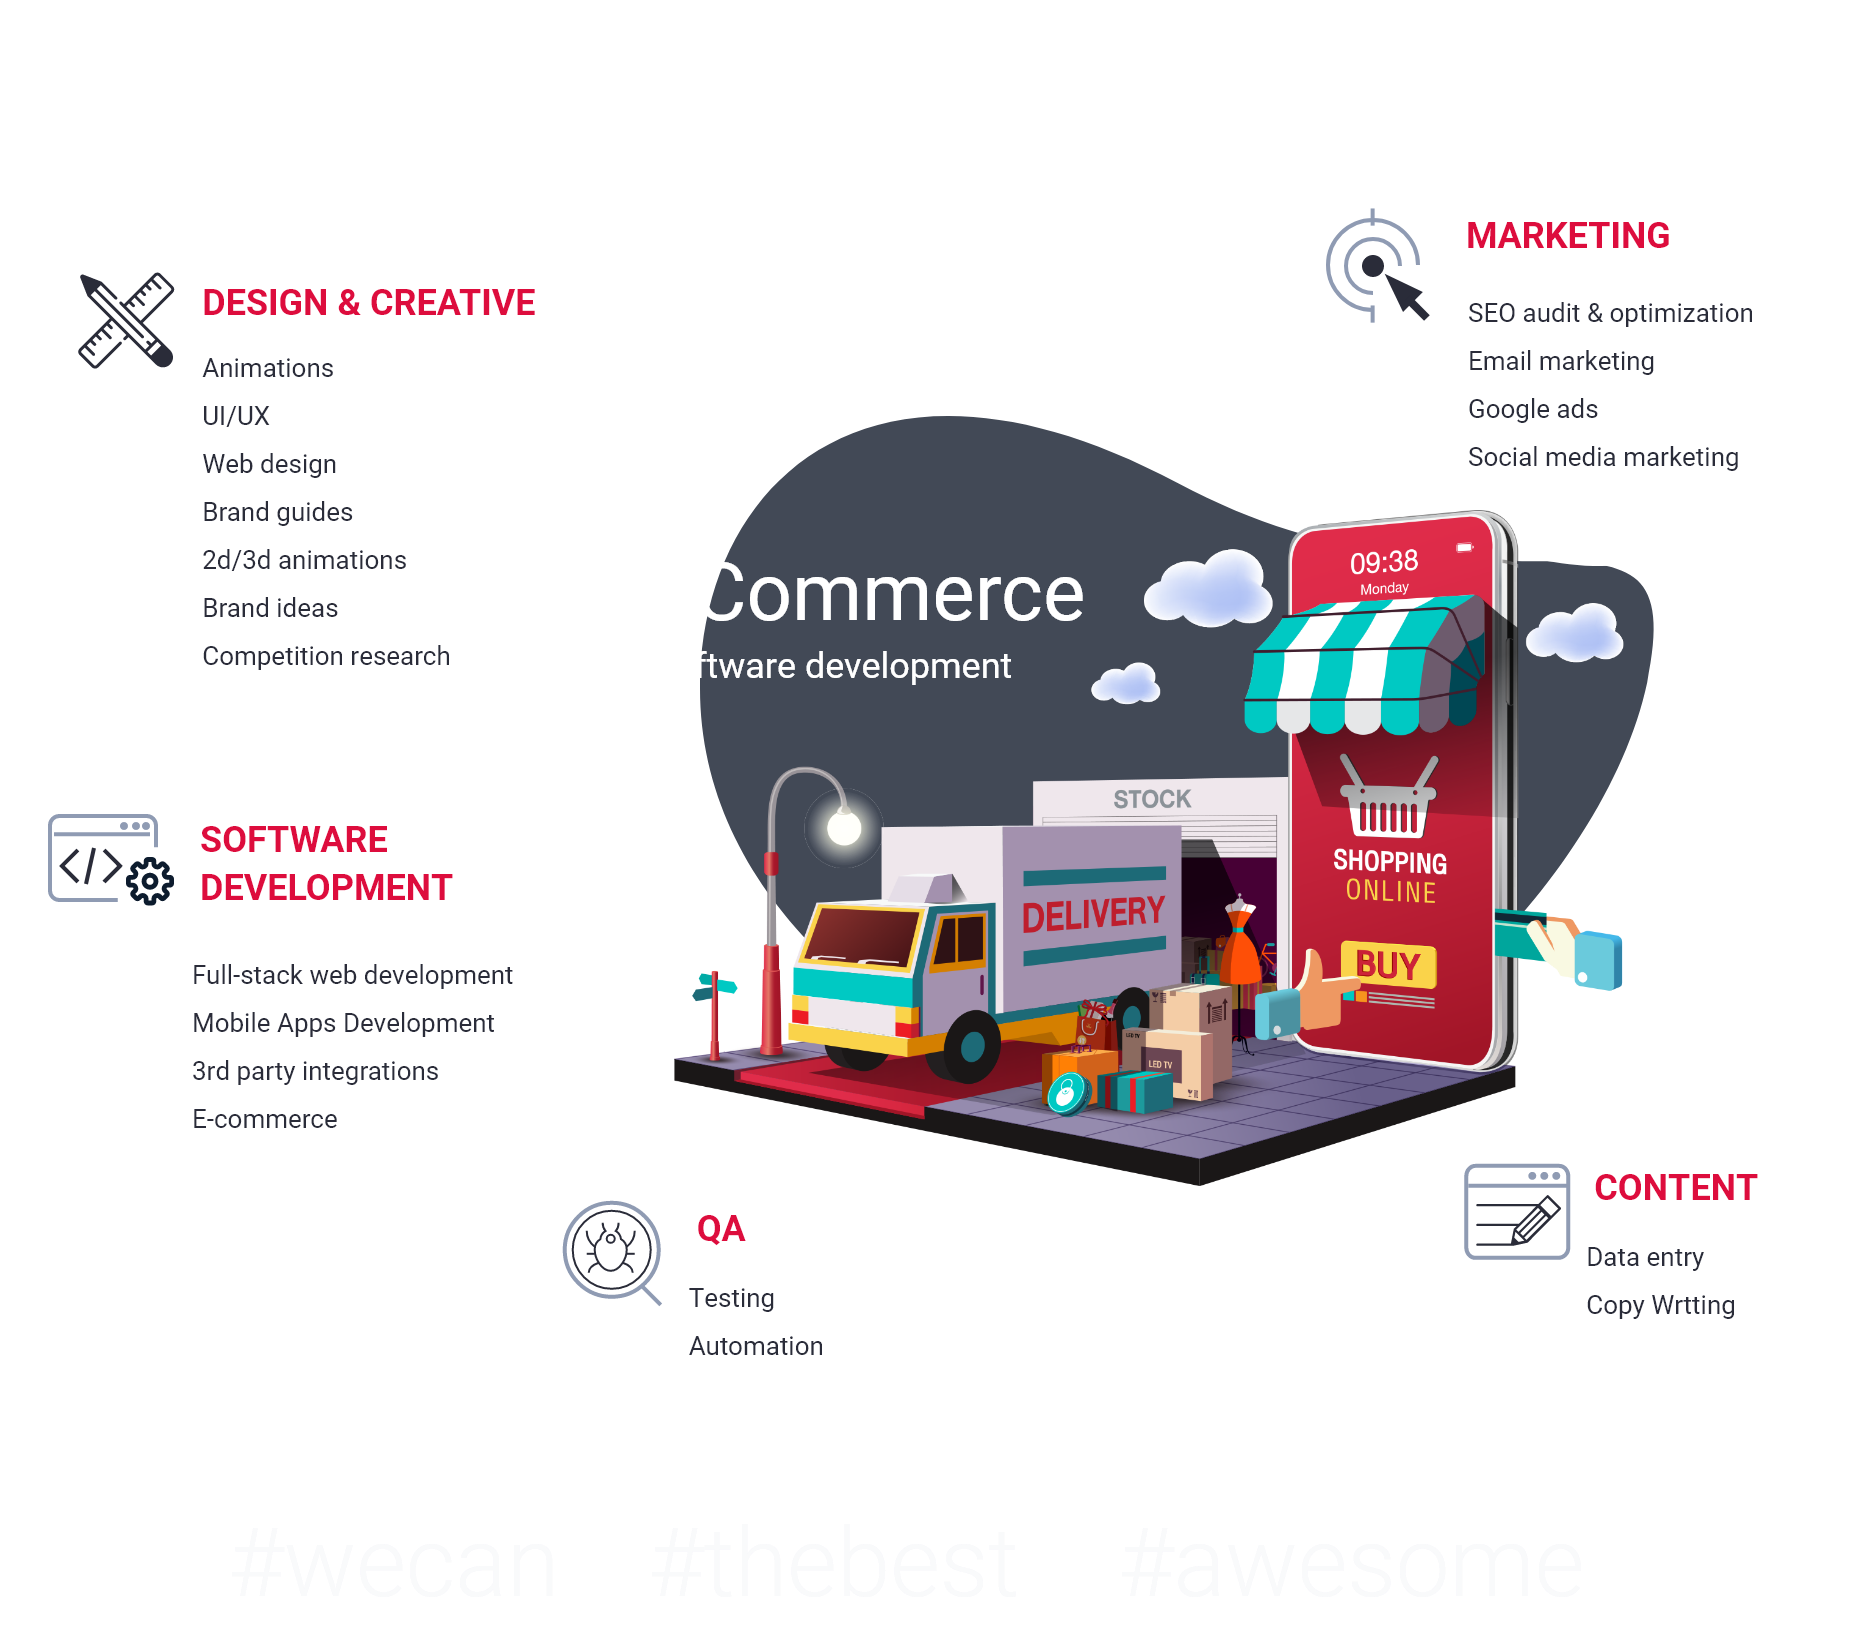 MARKETING
SEO audit & optimization
Email marketing
Google ads
Social media marketing
DESIGN & CREATIVE
Animations
UI/UX
Web design
Brand guides
2d/3d animations
Brand ideas
Competition research
Commerce
ftware development
09:38
Monday
STOCK
DELIVERY
SHOPPING
ONLINE
BUY
LED TV
LED TV
SOFTWARE
DEVELOPMENT
Full-stack web development
Mobile Apps Development
3rd party integrations
E-commerce
QA
Testing
Automation
CONTENT
Data entry
Copy Wrtting
#wecan #thebest #awesome